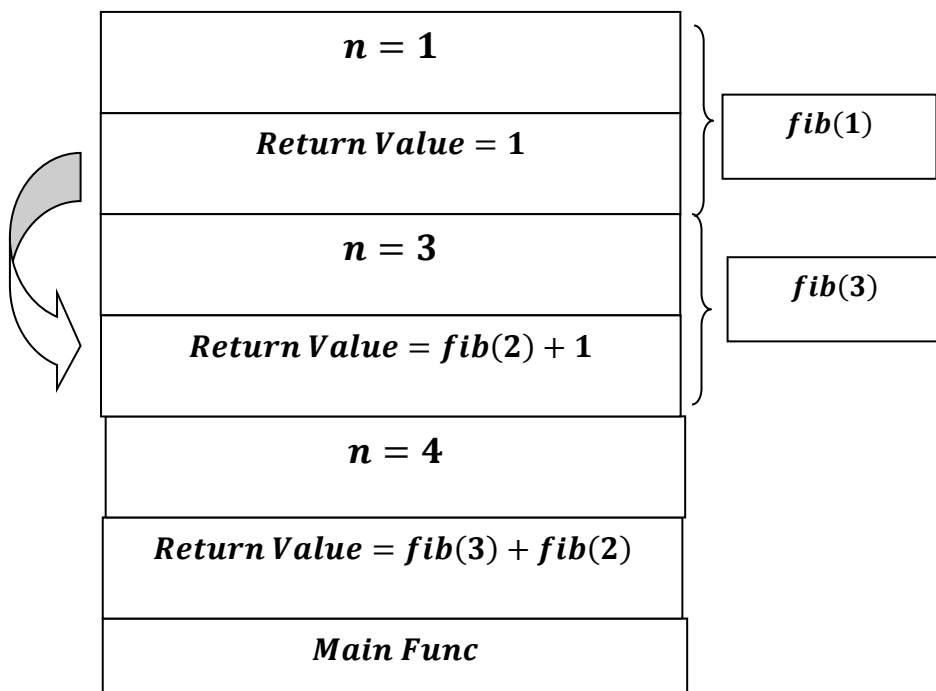 n = 1
Return Value = 1
fib(1)
n = 3
Return Value = fib(2) + 1
fib(3)
n = 4
Return Value = fib(3) + fib(2)
Main Func